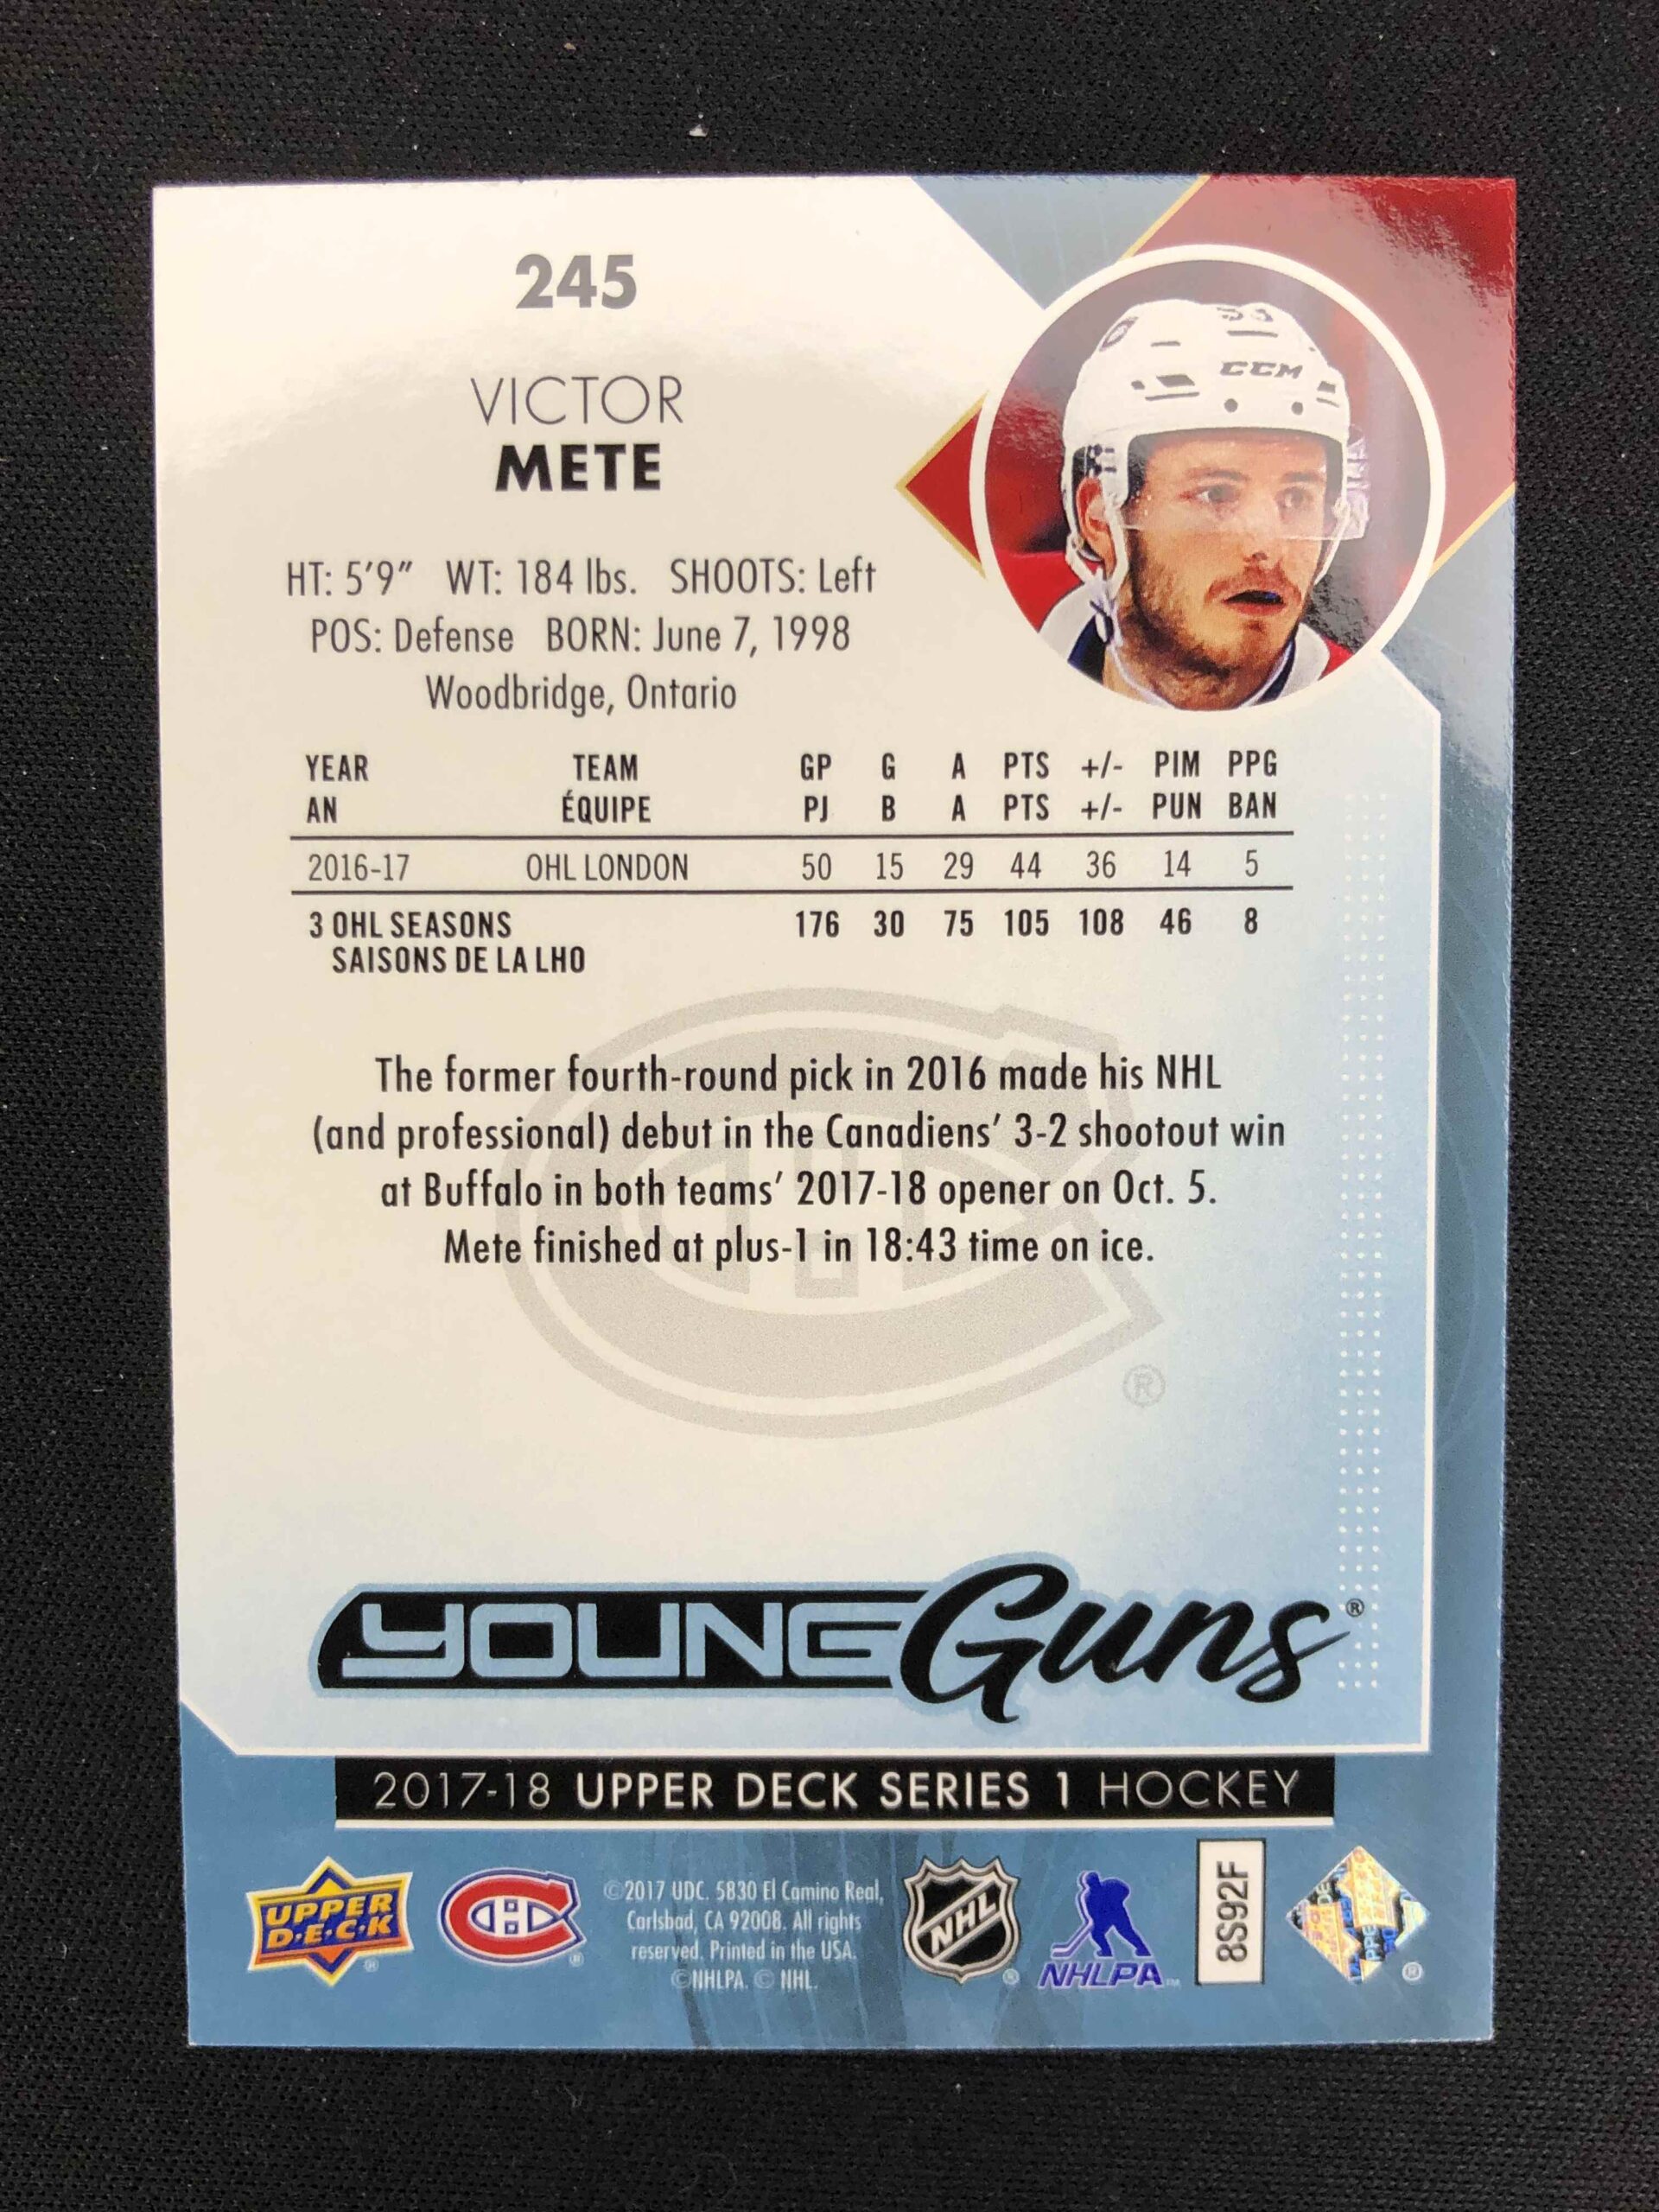 245
VICTOR
METE
53
CCM
HT: 5'9" WT: 184 lbs. SHOOTS: Left
POS: Defense BORN: June 7, 1998
Woodbridge, Ontario
YEAR TEAM GP G A PTS +/- PIM PPG
AN ÉQUIPE PJ B A PTS +/- PUN BAN
2016-17 OHL LONDON 50 15 29 44 36 14 5
3 OHL SEASONS 176 30 75 105 108 46 8
SAISONS DE LA LHO
The former fourth-round pick in 2016 made his NHL
(and professional) debut in the Canadiens' 3-2 shootout win
at Buffalo in both teams' 2017-18 opener on Oct. 5.
Mete finished at plus-1 in 18:43 time on ice.
®
YOUNG Guns®
2017-18 UPPER DECK SERIES 1 HOCKEY
UPPER
D•E•C•K
®
CH
®
©2017 UDC. 5830 El Camino Real,
Carlsbad, CA 92008. All rights
reserved. Printed in the USA.
©NHLPA. © NHL.
NHL
®
NHLPA™
8S92F
®